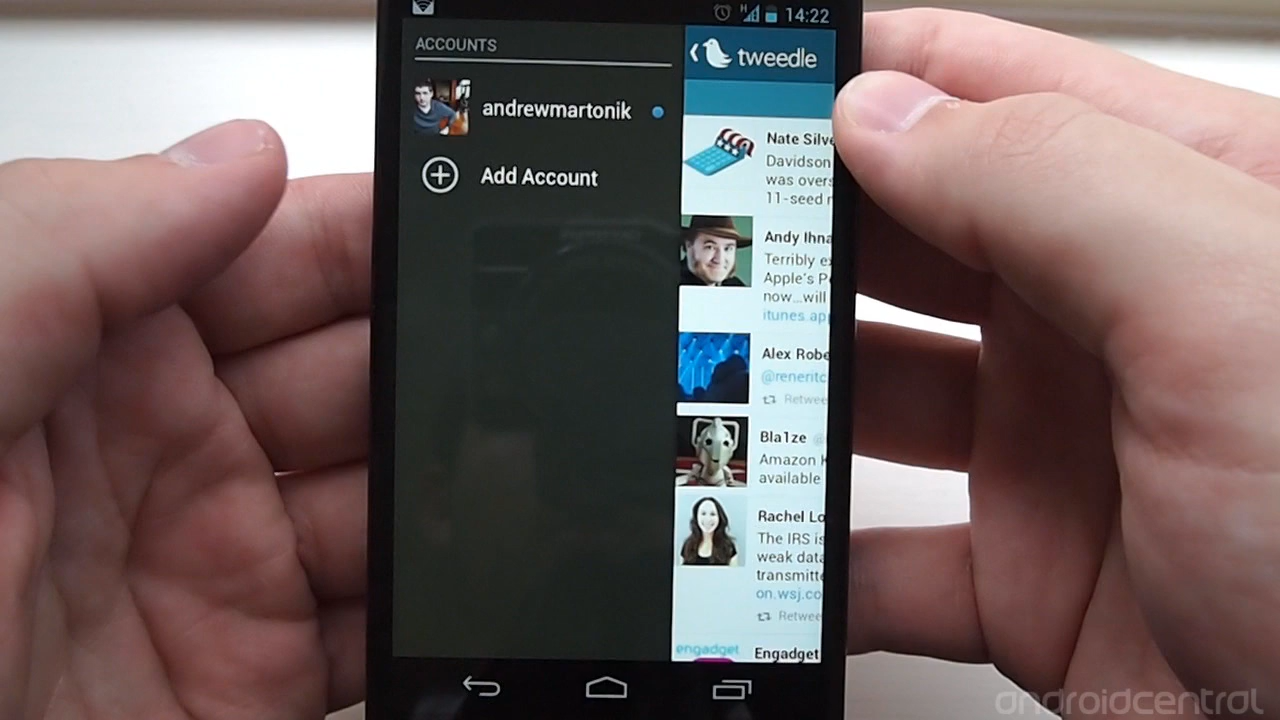 H 14:22
ACCOUNTS
andrewmartonik
Add Account
tweedle
Nate Silve
Davidson
was overs
11-seed
Andy Ihna
Terribly e
Apple's P
now...will
itunes.app
Alex Robe
@reneritc
Retwee
Bla1ze @
Amazon K
available
Rachel Lo
The IRS is
weak data
transmitte
on.wsj.co
Retwee
engadget
Engadget
androidcentral